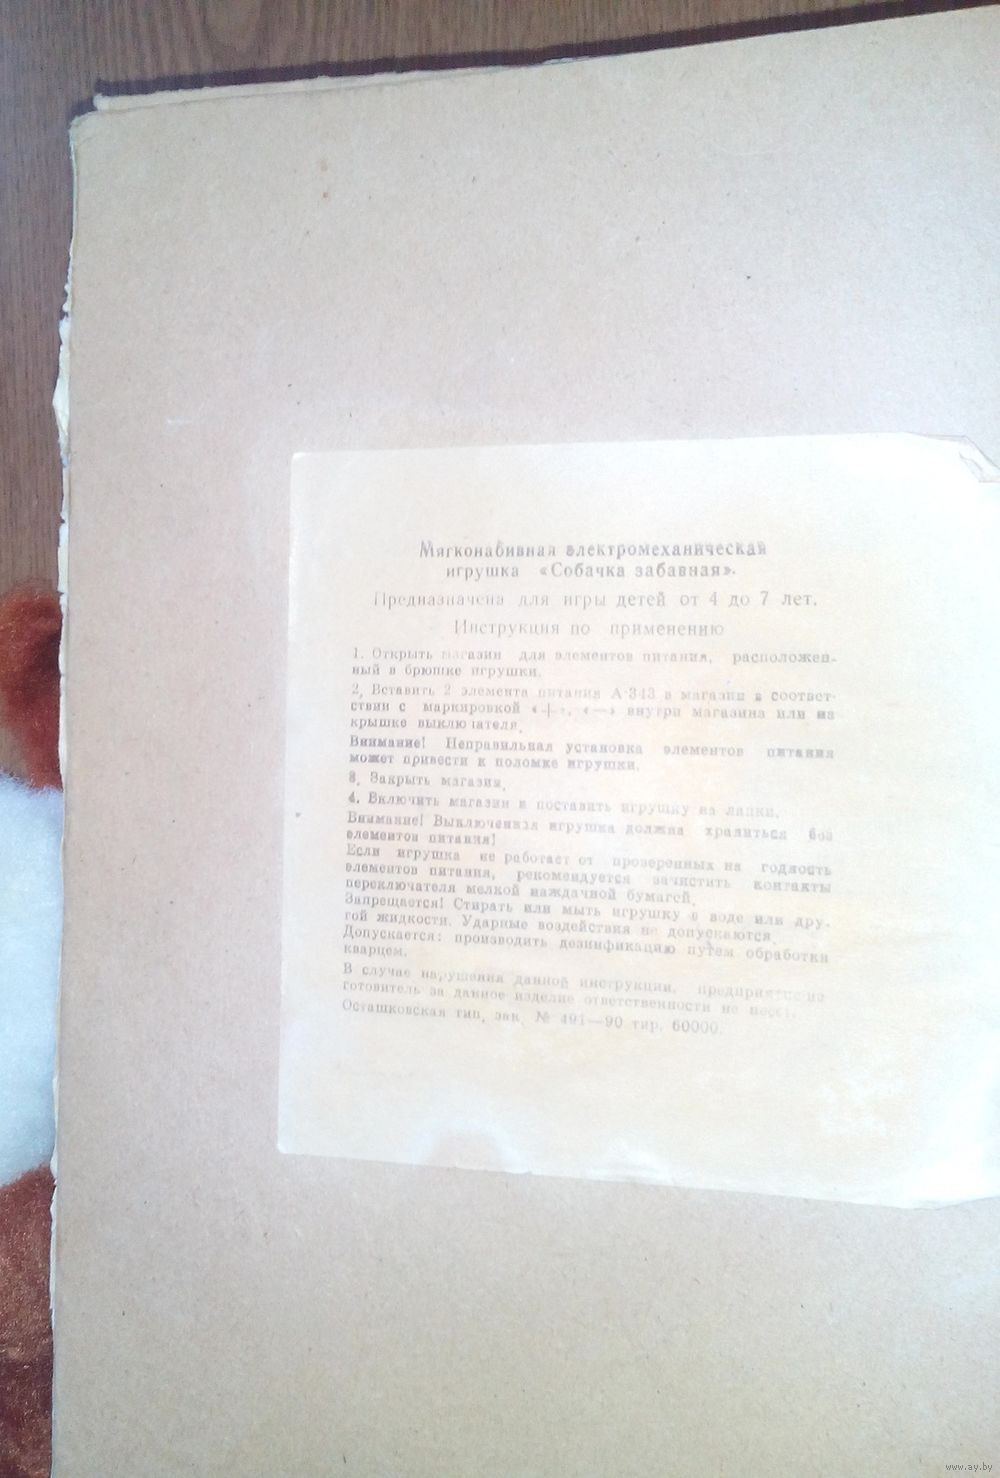 Мягконабивная электромеханическая
игрушка «Собачка забавная».
Предназначена для игры детей от 4 до 7 лет.
Инструкция по применению
1. Открыть магазин для элементов питания, расположен-
ный в брюшке игрушки.
2. Вставить 2 элемента питания А-343 в магазин в соответ-
ствии с маркировкой «+», «—» внутри магазина или на
крышке выключателя.
Внимание! Неправильная установка элементов питания
может привести к поломке игрушки.
3. Закрыть магазин.
4. Включить магазин и поставить игрушку на лапки.
Внимание! Выключенная игрушка должна храниться без
элементов питания!
Если игрушка не работает от проверенных на годность
элементов питания, рекомендуется зачистить контакты
переключателя мелкой наждачной бумагой.
Запрещается! Стирать или мыть игрушку в воде или дру-
гой жидкости. Ударные воздействия не допускаются.
Допускается: производить дезинфикацию путем обработки
кварцем.
В случае нарушения данной инструкции, предприятие-из
готовитель за данное изделие ответственности не несет.
Осташковская тип. зак. № 491—90 тир. 60000.
www.ay.by